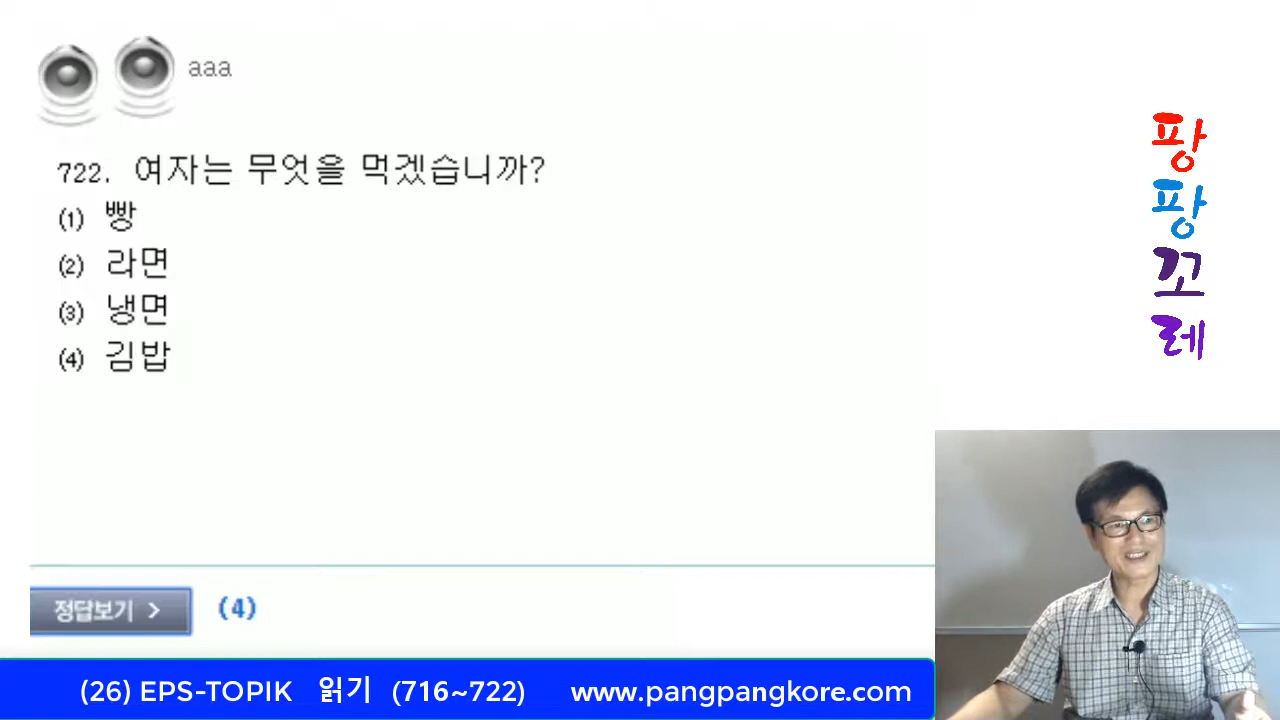 aaa
722. 여자는 무엇을 먹겠습니까?
(1) 빵
(2) 라면
(3) 냉면
(4) 김밥
정답보기 > (4)
(26) EPS-TOPIK 읽기 (716~722) www.pangpangkore.com
팡
팡
꼬
레